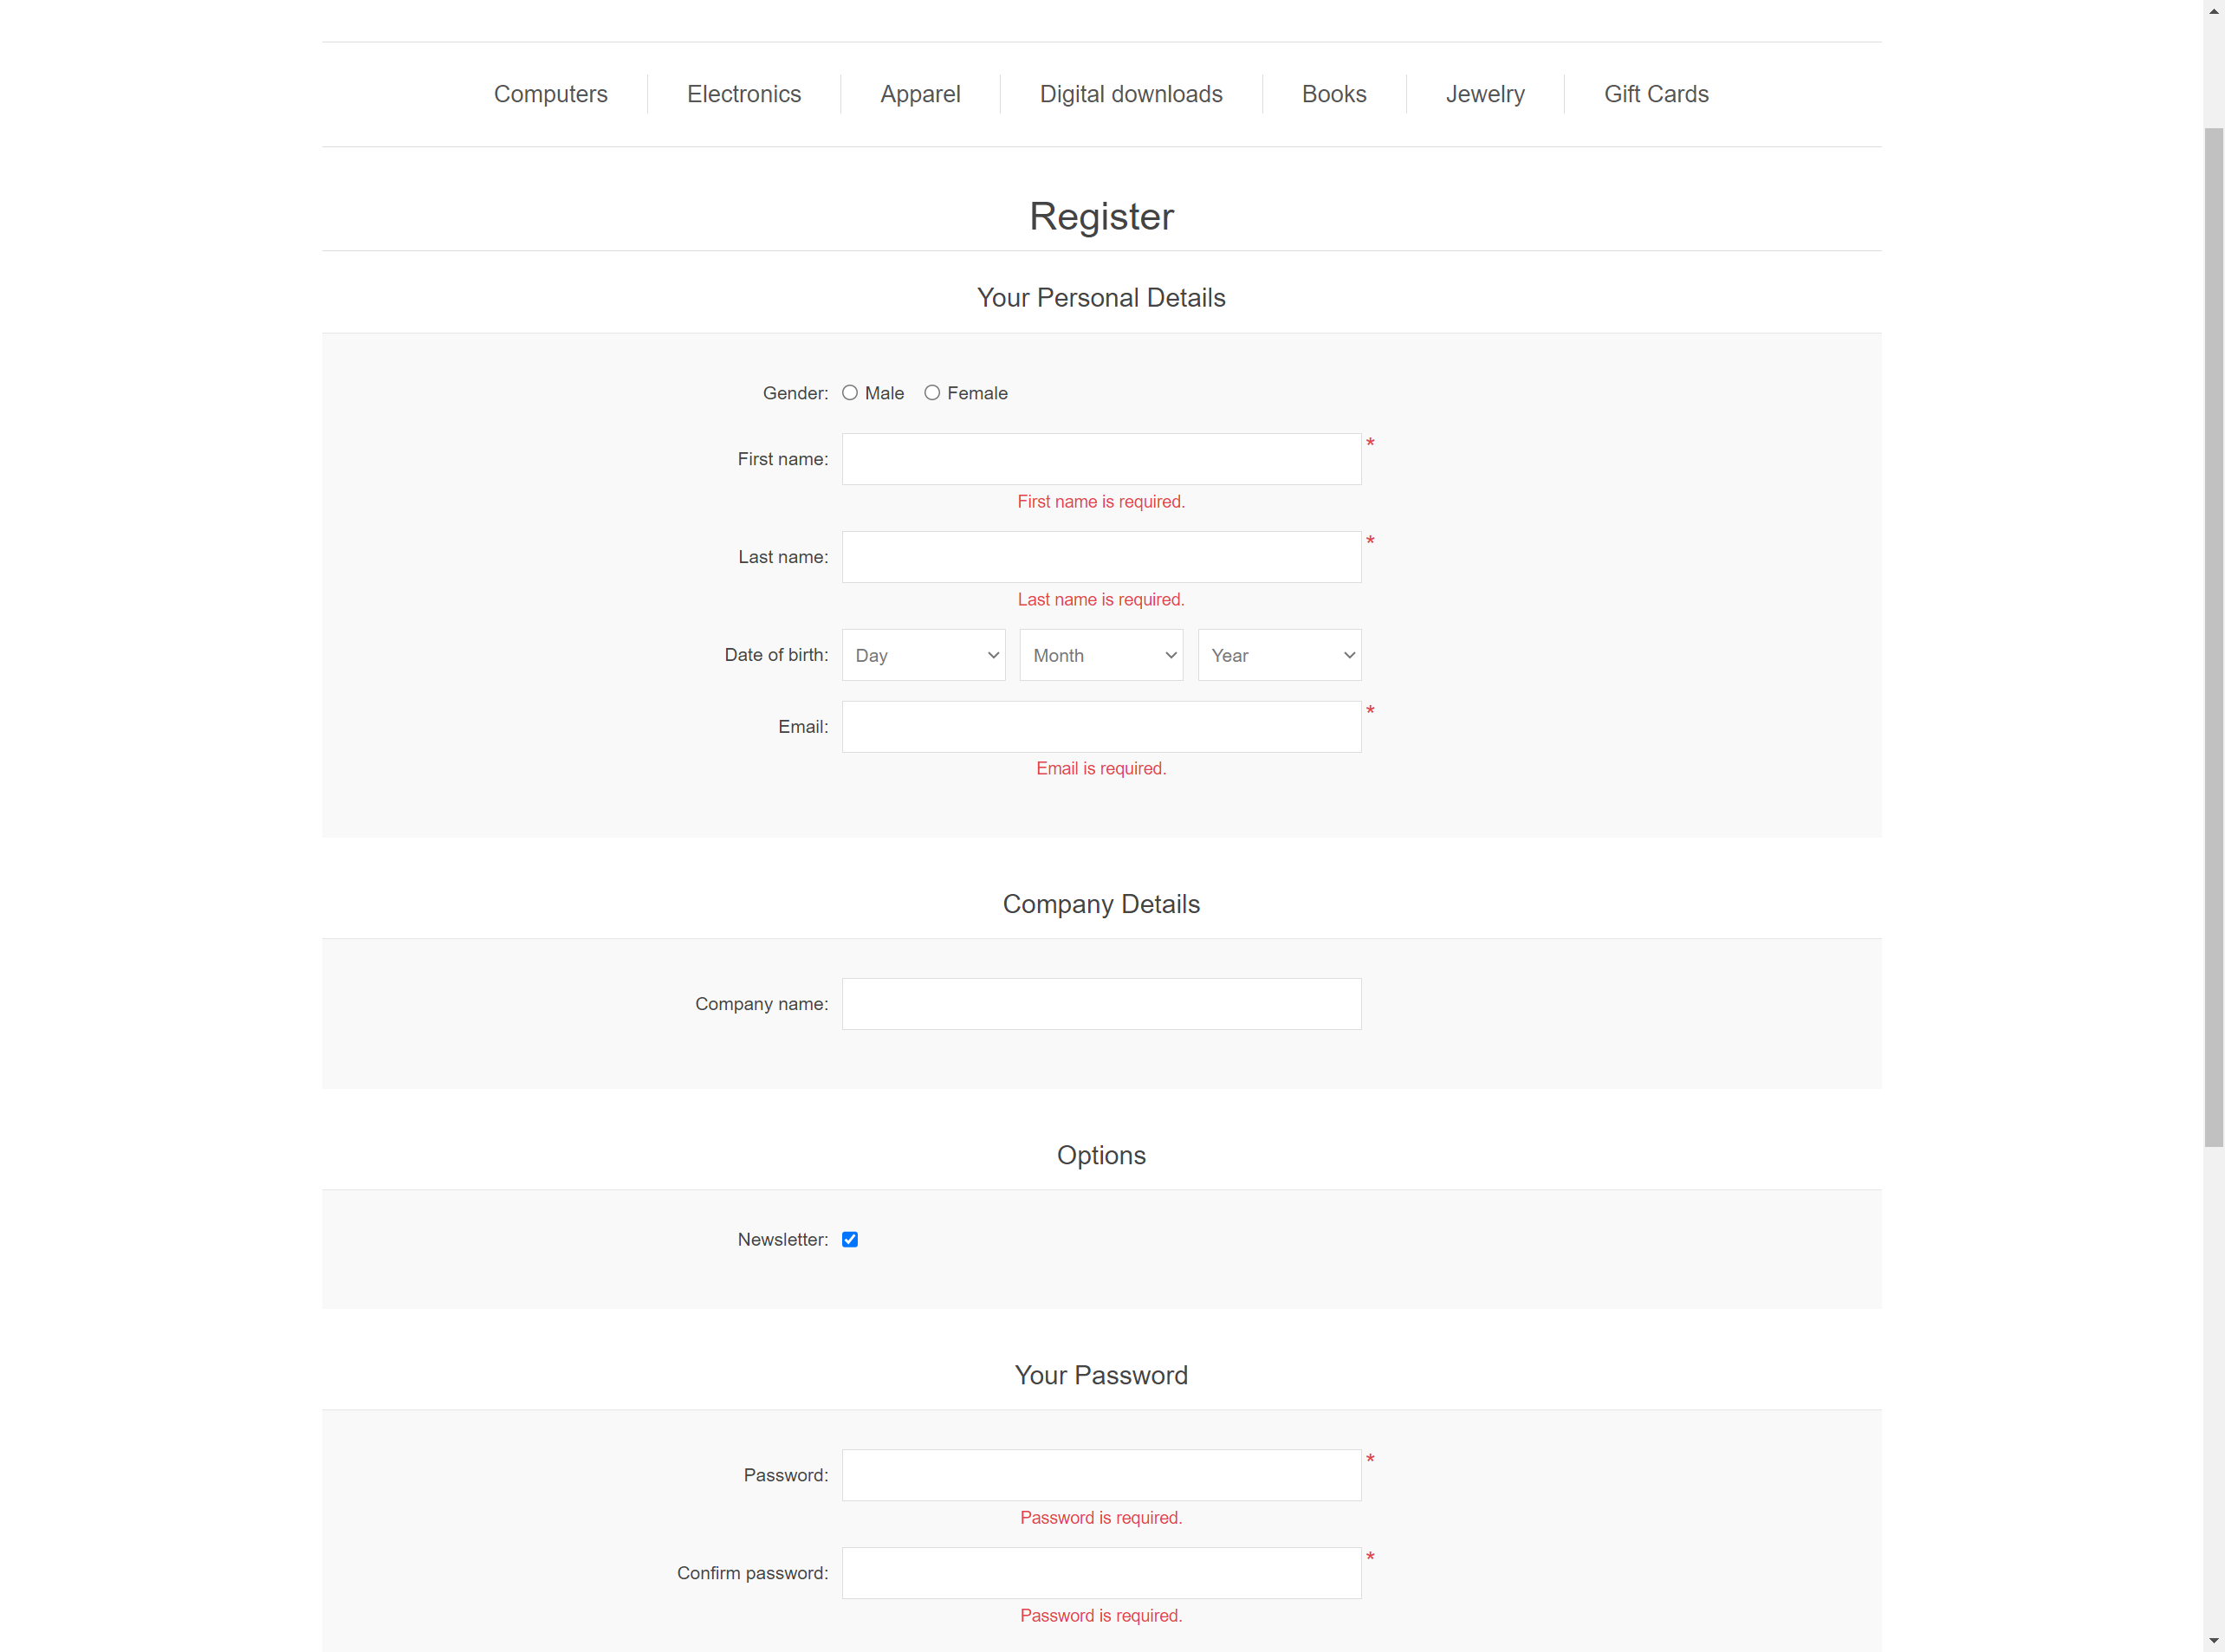 Computers Electronics Apparel Digital downloads Books Jewelry Gift Cards
Register
Your Personal Details
Gender: Male Female
First name: *
First name is required.
Last name: *
Last name is required.
Date of birth: Day Month Year
Email: *
Email is required.
Company Details
Company name:
Options
Newsletter:
Your Password
Password: *
Password is required.
Confirm password: *
Password is required.